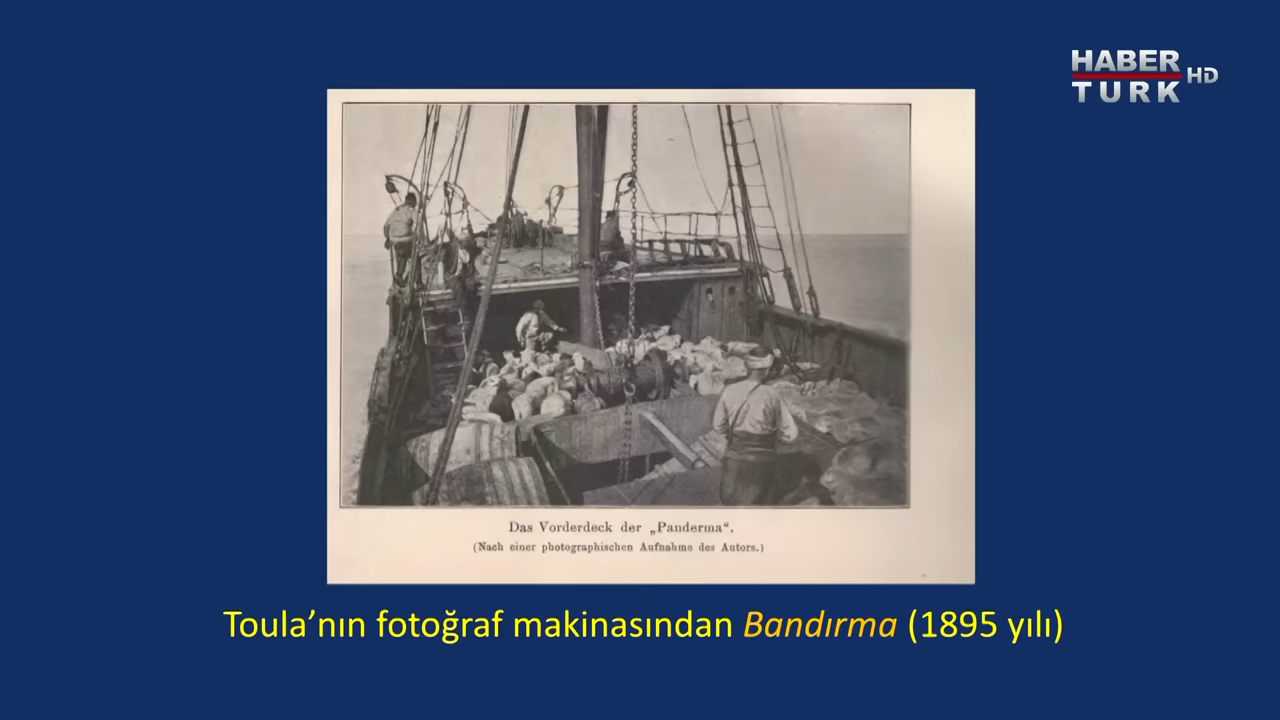 HABER
TURK HD
Das Vorderdeck der „Panderma“.
(Nach einer photographischen Aufnahme des Autors.)
Toula’nın fotoğraf makinasından Bandırma (1895 yılı)